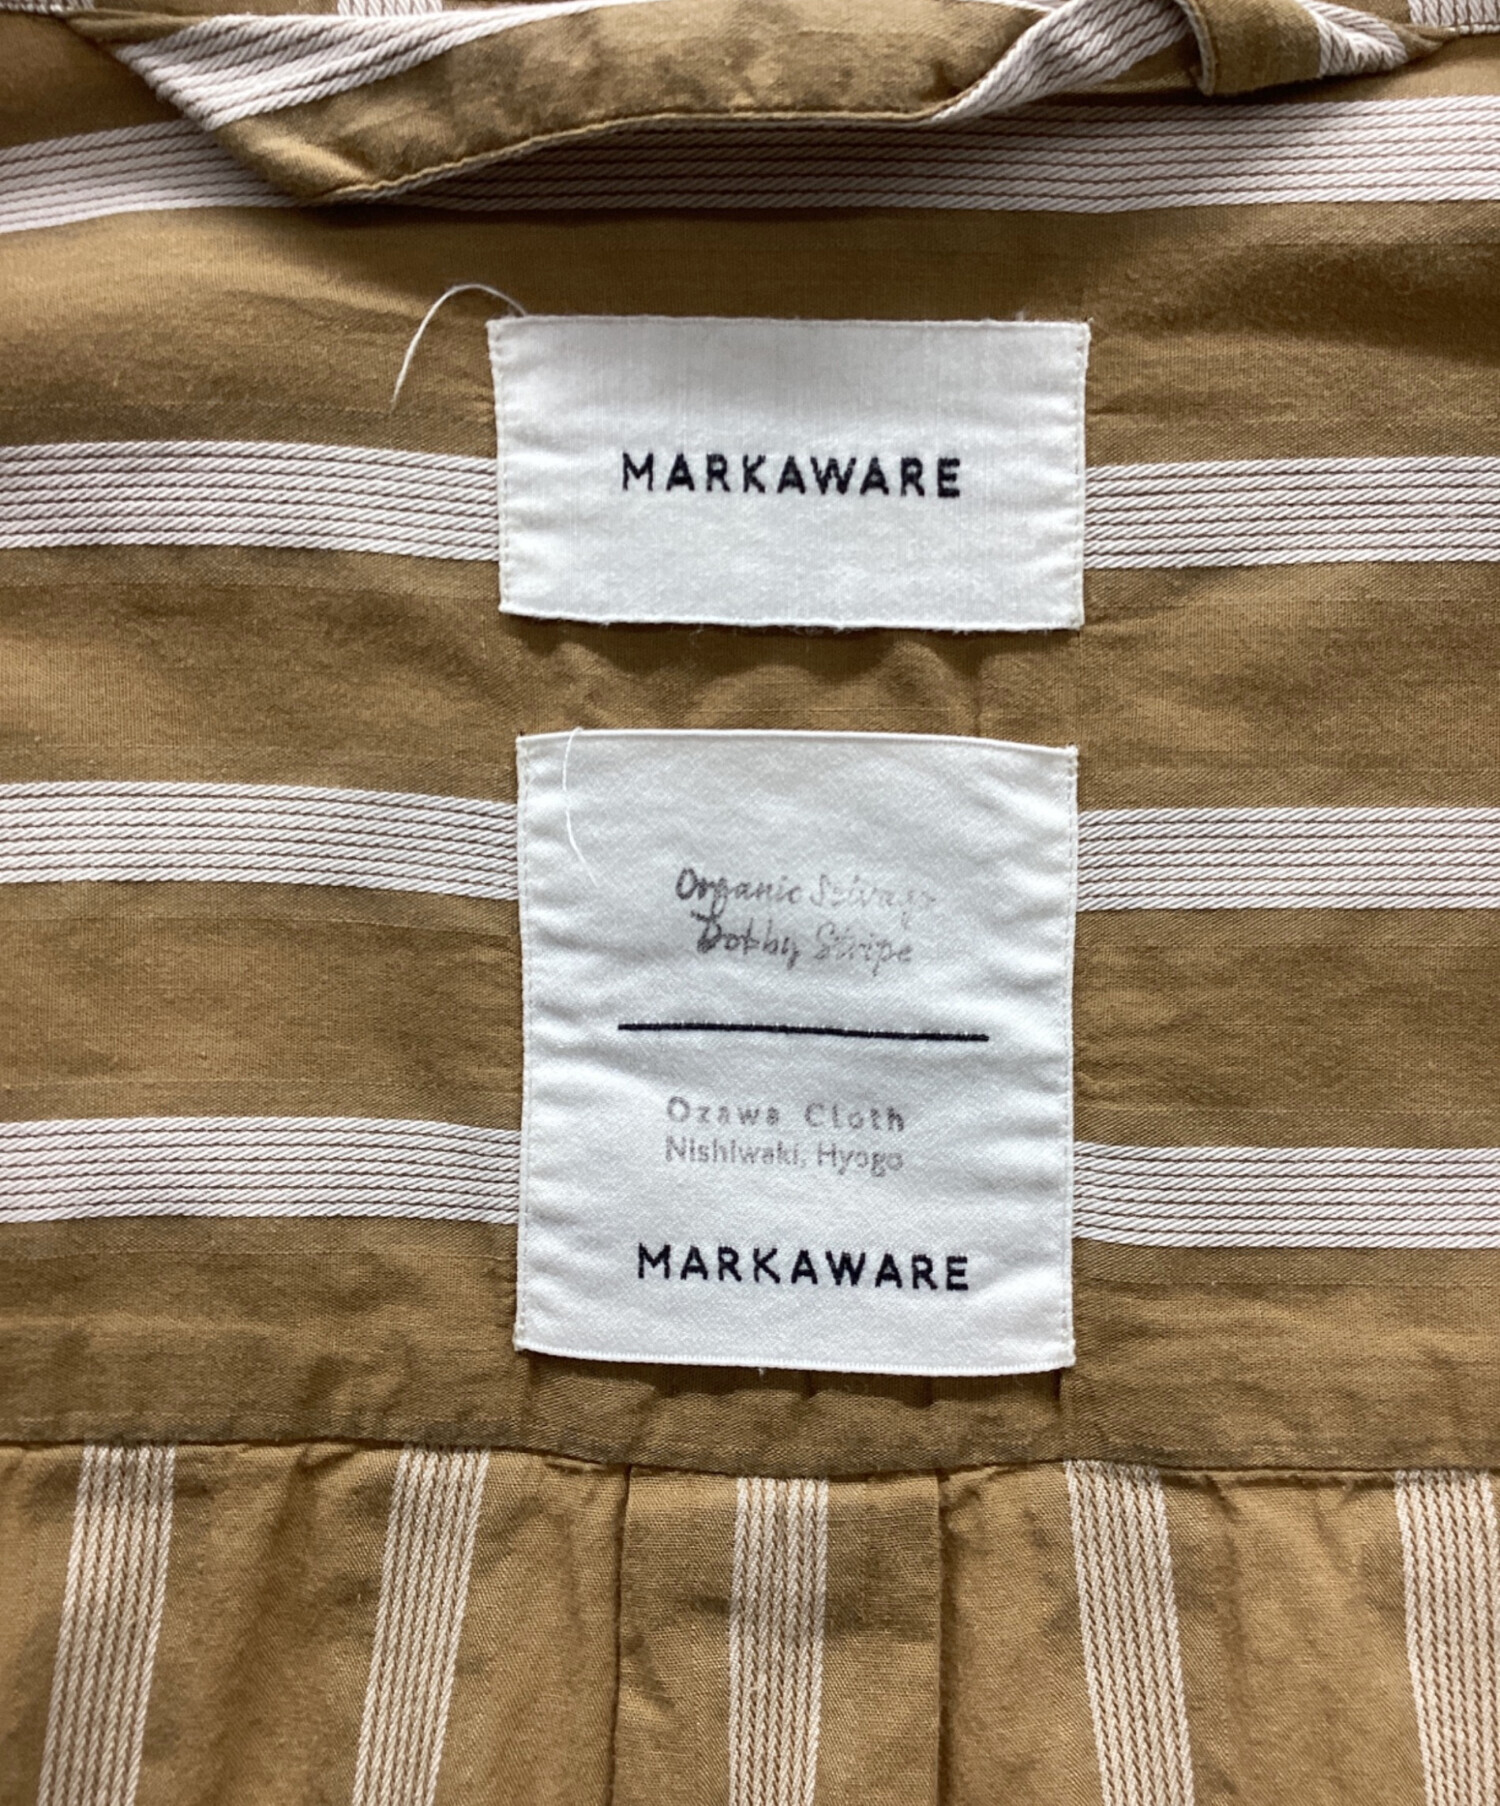 MARKAWARE
Organic Selvage
Dobby Stripe
Ozawa Cloth
Nishiwaki, Hyogo
MARKAWARE